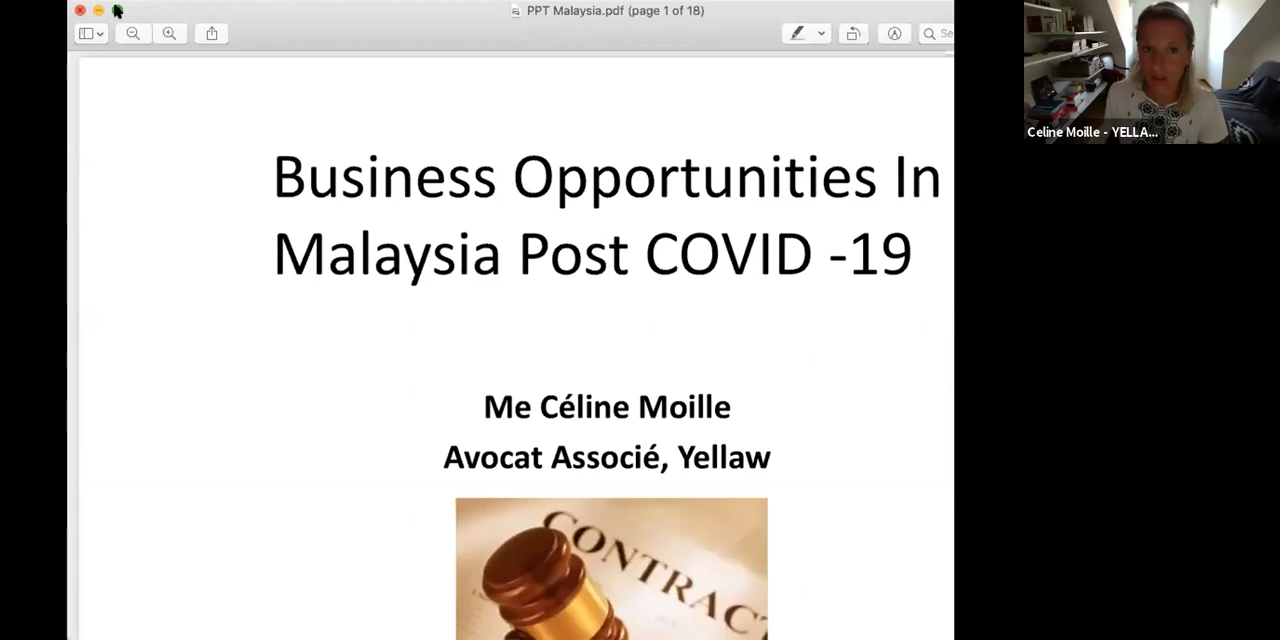 PPT Malaysia.pdf (page 1 of 18)
Se
Celine Moille - YELLA...
Business Opportunities In
Malaysia Post COVID -19
Me Céline Moille
Avocat Associé, Yellaw
CONTRACT